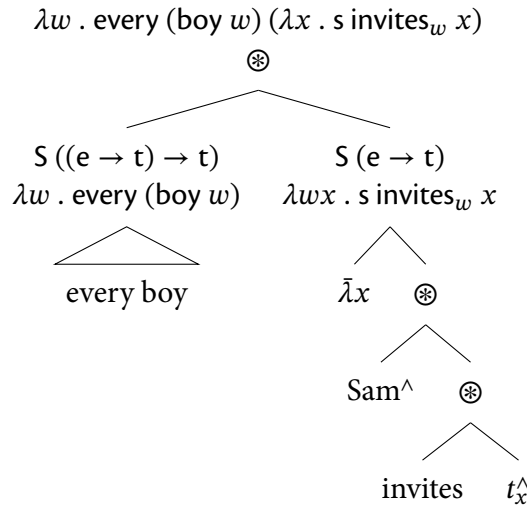 λw . every (boy w) (λx . s invites_w x)
⊛
S ((e → t) → t) S (e → t)
λw . every (boy w) λwx . s invites_w x
every boy λ̄x ⊛
Sam^ ⊛
invites t_x^